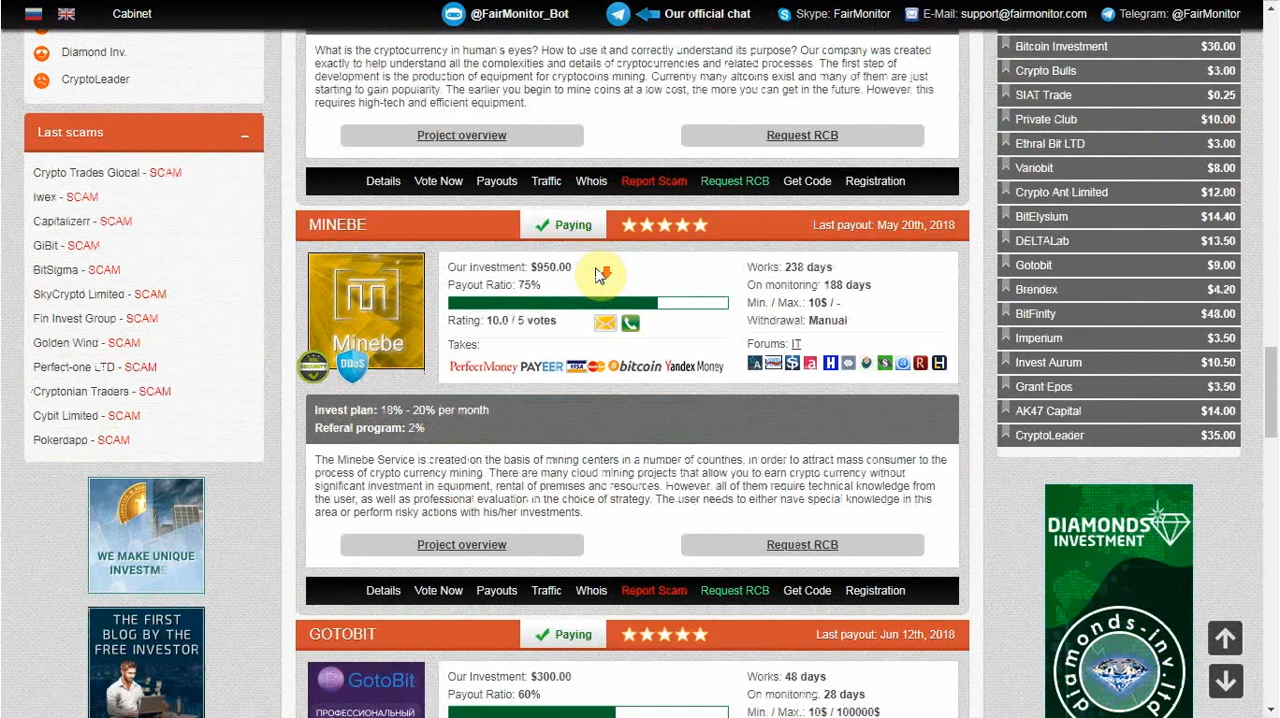 Cabinet
@FairMonitor_Bot
Our official chat
Skype: FairMonitor
E-Mail: support@fairmonitor.com
Telegram: @FairMonitor
Diamond Inv.
CryptoLeader
Last scams
Crypto Trades Glocal - SCAM
Iwex - SCAM
Capitalizerr - SCAM
GiBit - SCAM
BitSigma - SCAM
SkyCrypto Limited - SCAM
Fin Invest Group - SCAM
Golden Wind - SCAM
Perfect-one LTD - SCAM
Cryptonian Traders - SCAM
Cybit Limited - SCAM
Pokerdapp - SCAM
WE MAKE UNIQUE
INVESTME
THE FIRST
BLOG BY THE
FREE INVESTOR
What is the cryptocurrency in human's eyes? How to use it and correctly understand its purpose? Our company was created
exactly to help understand all the complexities and details of cryptocurrencies and related processes. The first step of
development is the production of equipment for cryptocoins mining. Currently many altcoins exist and many of them are just
starting to gain popularity. The earlier you begin to mine coins at a low cost, the more you can get in the future. However, this
requires high-tech and efficient equipment.
Project overview
Request RCB
Details Vote Now Payouts Traffic Whois Report Scam Request RCB Get Code Registration
MINEBE
Paying
Last payout: May 20th, 2018
Minebe
DDoS
Our Investment: $950.00
Payout Ratio: 75%
Rating: 10.0 / 5 votes
Takes:
PerfectMoney PAYEER VISA bitcoin Yandex Money
Works: 238 days
On monitoring: 188 days
Min. / Max.: 10$ / -
Withdrawal: Manual
Forums: IT
Invest plan: 18% - 20% per month
Referal program: 2%
The Minebe Service is created on the basis of mining centers in a number of countries, in order to attract mass consumer to the
process of crypto currency mining. There are many cloud mining projects that allow you to earn crypto currency without
significant investment in equipment, rental of premises and resources. However, all of them require technical knowledge from
the user, as well as professional evaluation in the choice of strategy. The user needs to either have special knowledge in this
area or perform risky actions with his/her investments.
Project overview
Request RCB
Details Vote Now Payouts Traffic Whois Report Scam Request RCB Get Code Registration
GOTOBIT
Paying
Last payout: Jun 12th, 2018
GotoBit
ПРОФЕССИОНАЛЬНЫЙ
Our Investment: $300.00
Payout Ratio: 60%
Works: 48 days
On monitoring: 28 days
Min. / Max.: 10$ / 100000$
Bitcoin Investment $30.00
Crypto Bulls $3.00
SIAT Trade $0.25
Private Club $10.00
Ethral Bir LTD $3.00
Crypto Ant Limited $12.00
BitElysium $14.40
DELTALab $13.50
Gotobit
Brendex $4.20
BitFinity $48.00
Imperium $3.50
Invest Aurum $6.30
Grant Epos $3.50
AK47 Capital $14.00
CryptoLeader $35.00
DIAMONDS
INVESTMENT